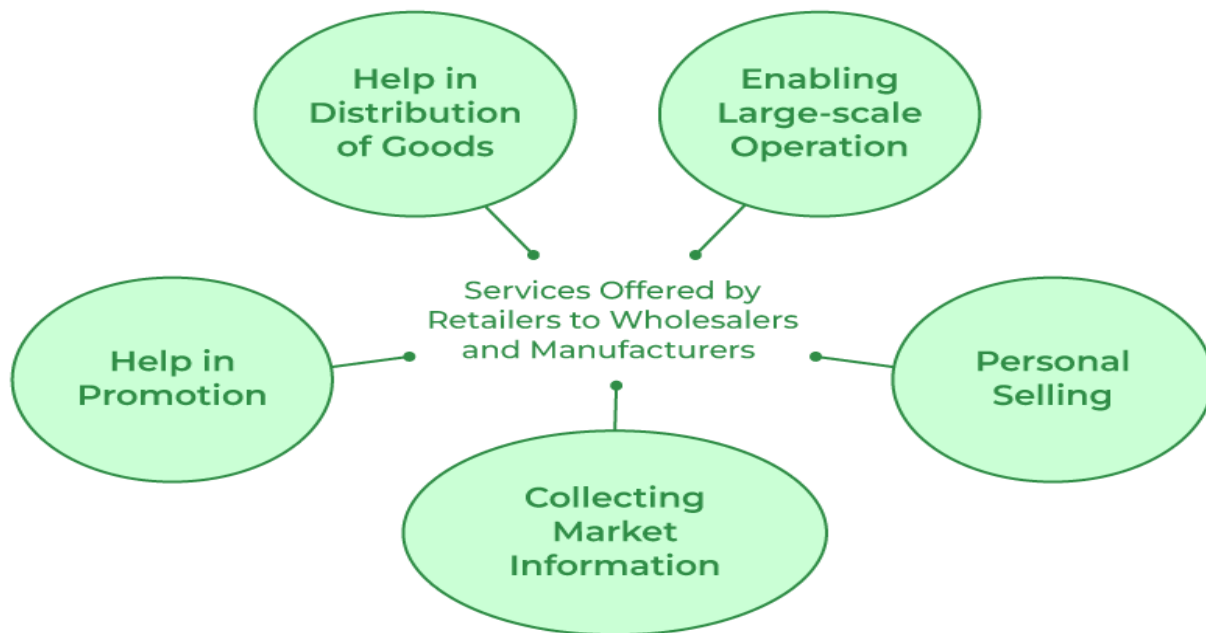 Help in
Distribution
of Goods
Enabling
Large-scale
Operation
Services Offered by
Retailers to Wholesalers
and Manufacturers
Help in
Promotion
Personal
Selling
Collecting
Market
Information